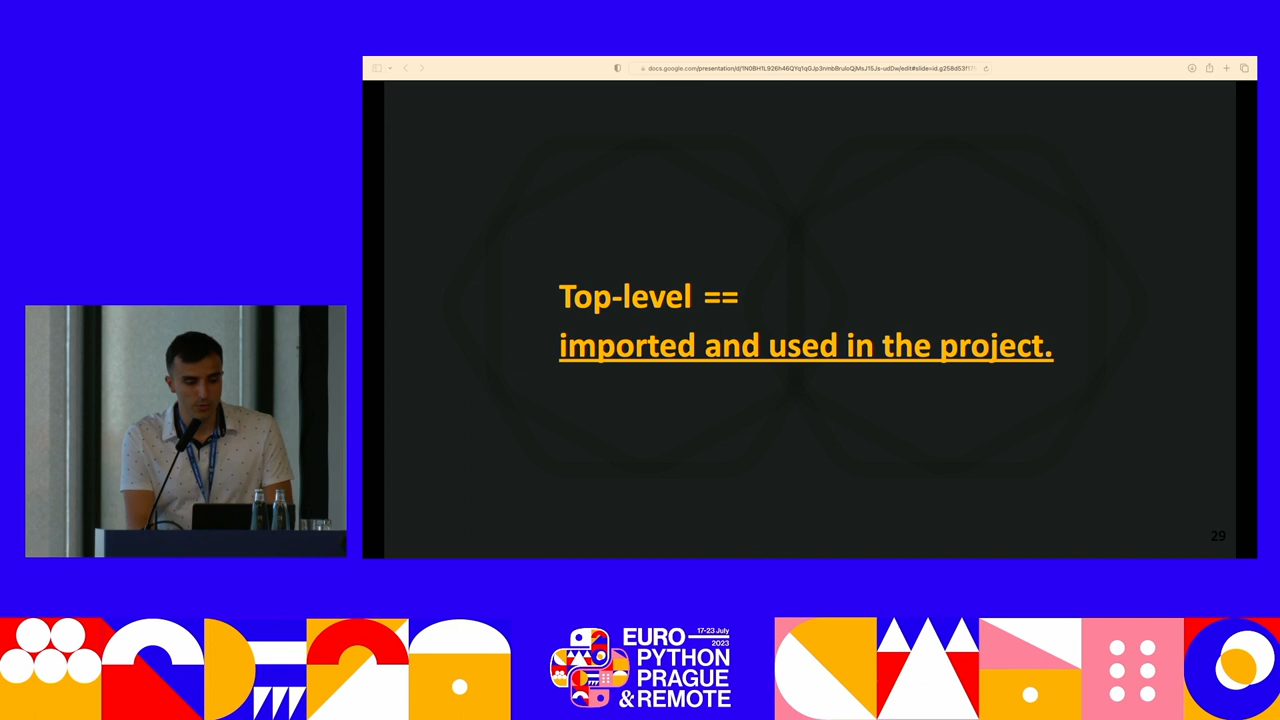 Top-level ==
imported and used in the project.
29
EURO
17-23 July
2023
PYTHON
PRAGUE
& REMOTE